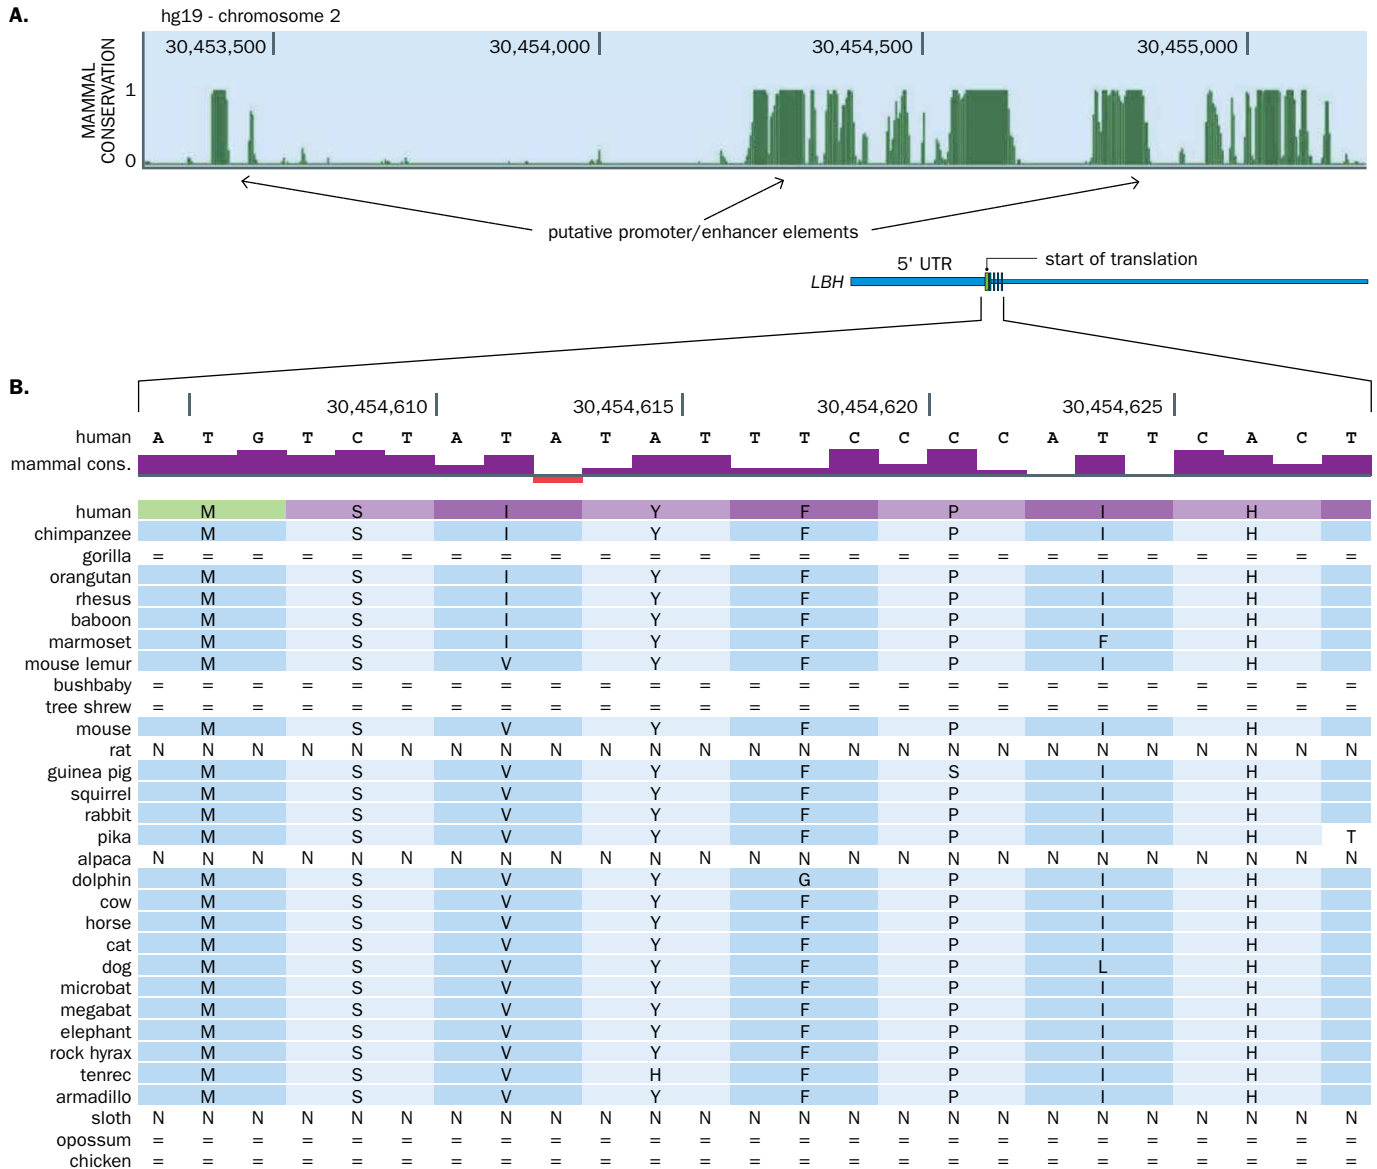 A.
hg19 - chromosome 2
30,453,500 30,454,000 30,454,500 30,455,000
MAMMAL
CONSERVATION
1
0
putative promoter/enhancer elements
5' UTR
start of translation
LBH
B.
30,454,610 30,454,615 30,454,620 30,454,625
human A T G T C T A T A T A T T T C C C C A T T C A C T
mammal cons.
human M S I Y F P I H
chimpanzee M S I Y F P I H
gorilla = = = = = = = = = = = = = = = = = = = = = = = = =
orangutan M S I Y F P I H
rhesus M S I Y F P I H
baboon M S I Y F P I H
marmoset M S I Y F P F H
mouse lemur M S V Y F P I H
bushbaby = = = = = = = = = = = = = = = = = = = = = = = = =
tree shrew = = = = = = = = = = = = = = = = = = = = = = = = =
mouse M S V Y F P I H
rat N N N N N N N N N N N N N N N N N N N N N N N N N
guinea pig M S V Y F S I H
squirrel M S V Y F P I H
rabbit M S V Y F P I H
pika M S V Y F P I H T
alpaca N N N N N N N N N N N N N N N N N N N N N N N N N
dolphin M S V Y G P I H
cow M S V Y F P I H
horse M S V Y F P I H
cat M S V Y F P I H
dog M S V Y F P L H
microbat M S V Y F P I H
megabat M S V Y F P I H
elephant M S V Y F P I H
rock hyrax M S V Y F P I H
tenrec M S V H F P I H
armadillo M S V Y F P I H
sloth N N N N N N N N N N N N N N N N N N N N N N N N N
opossum = = = = = = = = = = = = = = = = = = = = = = = = =
chicken = = = = = = = = = = = = = = = = = = = = = = = = =